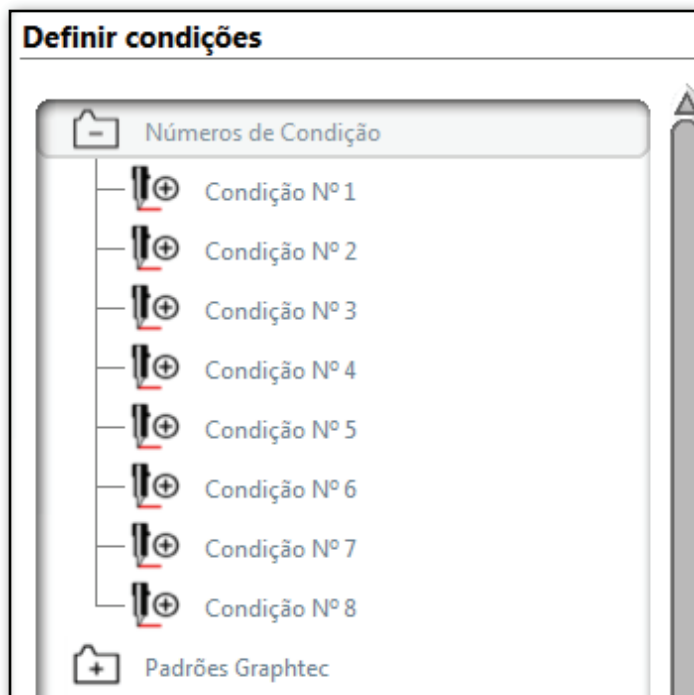 Definir condições
Números de Condição
Condição Nº 1
Condição Nº 2
Condição Nº 3
Condição Nº 4
Condição Nº 5
Condição Nº 6
Condição Nº 7
Condição Nº 8
Padrões Graphtec